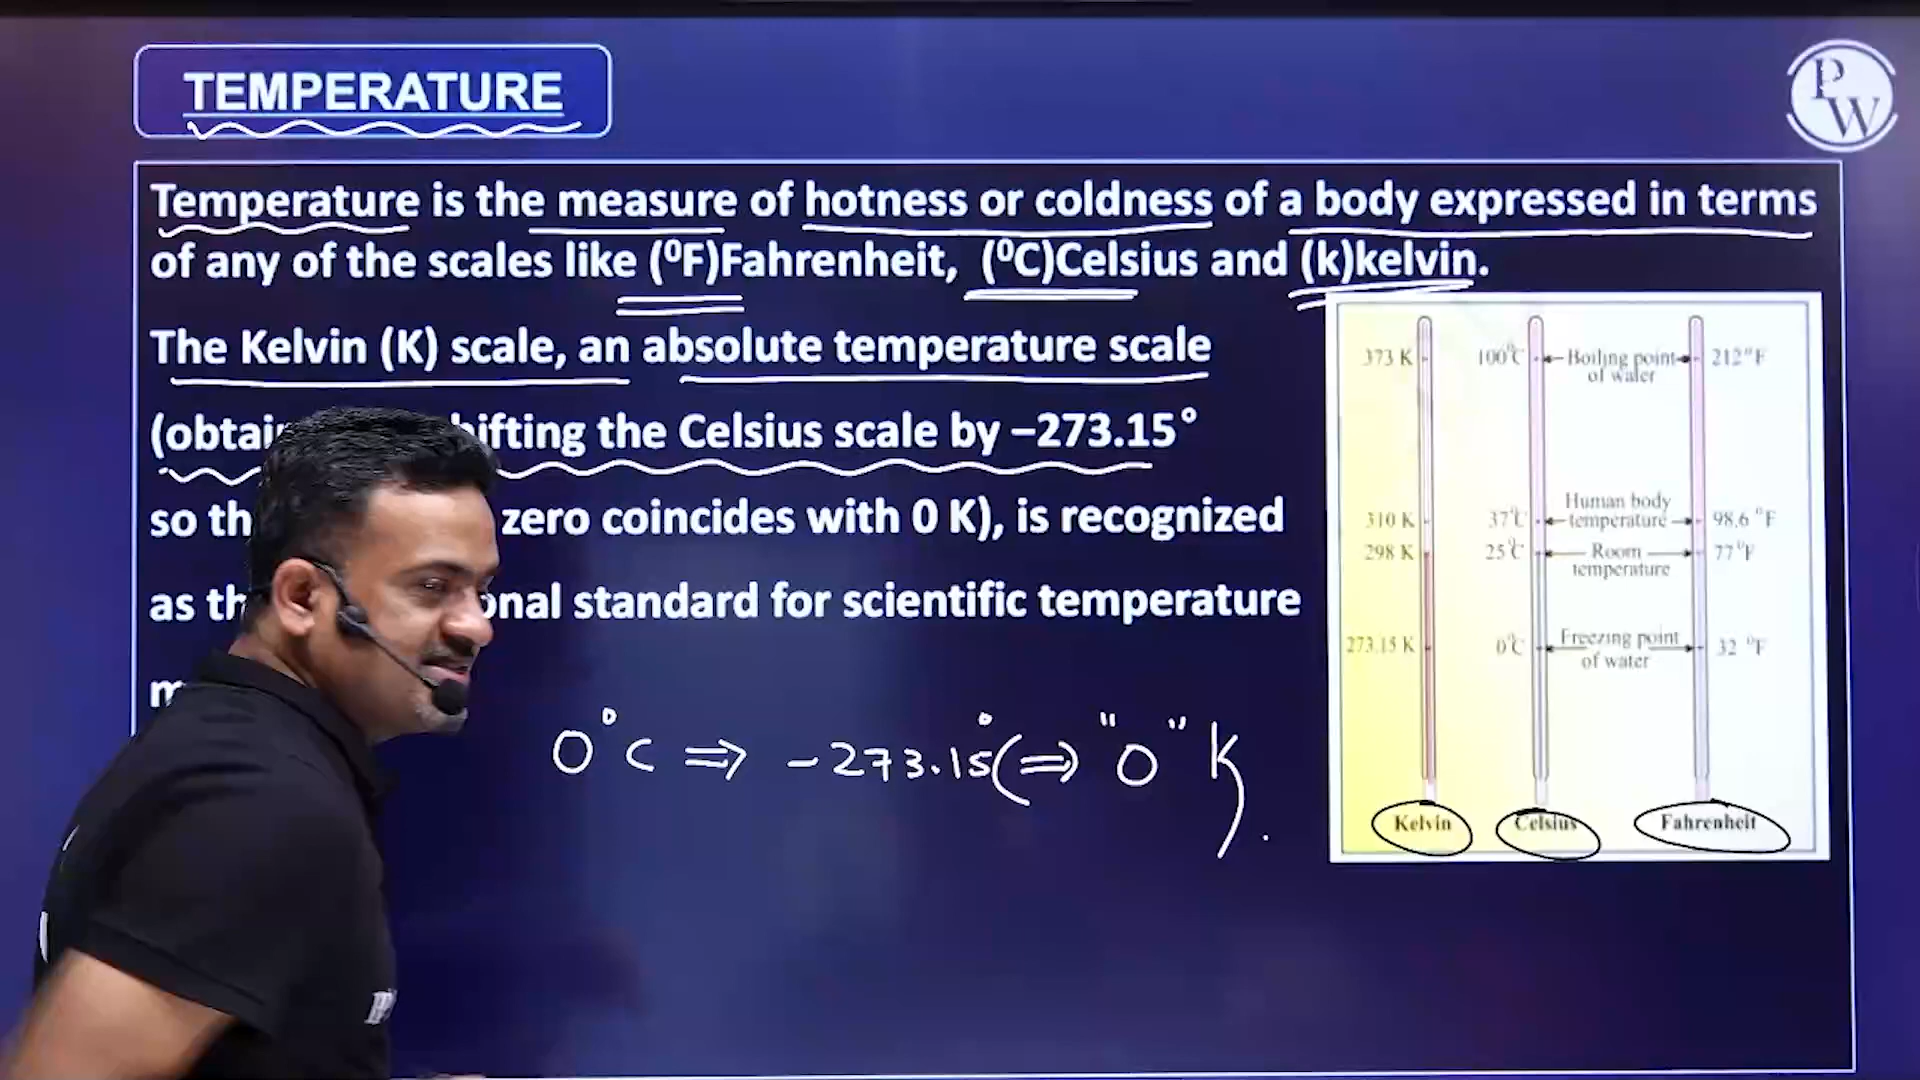 TEMPERATURE
PW
Temperature is the measure of hotness or coldness of a body expressed in terms
of any of the scales like (⁰F)Fahrenheit, (⁰C)Celsius and (k)kelvin.
The Kelvin (K) scale, an absolute temperature scale
(obtai hifting the Celsius scale by −273.15°
so th zero coincides with 0 K), is recognized
as th onal standard for scientific temperature
m
0°C ⇒ -273.15°C ⇒ "0" K.
373 K 100°C Boiling point of water 212°F
310 K 37°C Human body temperature 98.6 °F
298 K 25°C Room temperature 77°F
273.15 K 0°C Freezing point of water 32 °F
Kelvin Celsius Fahrenheit